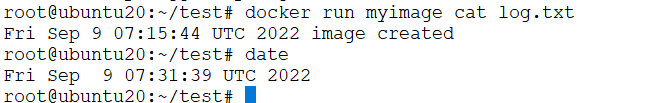 root@ubuntu20:~/test# docker run myimage cat log.txt
Fri Sep 9 07:15:44 UTC 2022 image created
root@ubuntu20:~/test# date
Fri Sep  9 07:31:39 UTC 2022
root@ubuntu20:~/test#